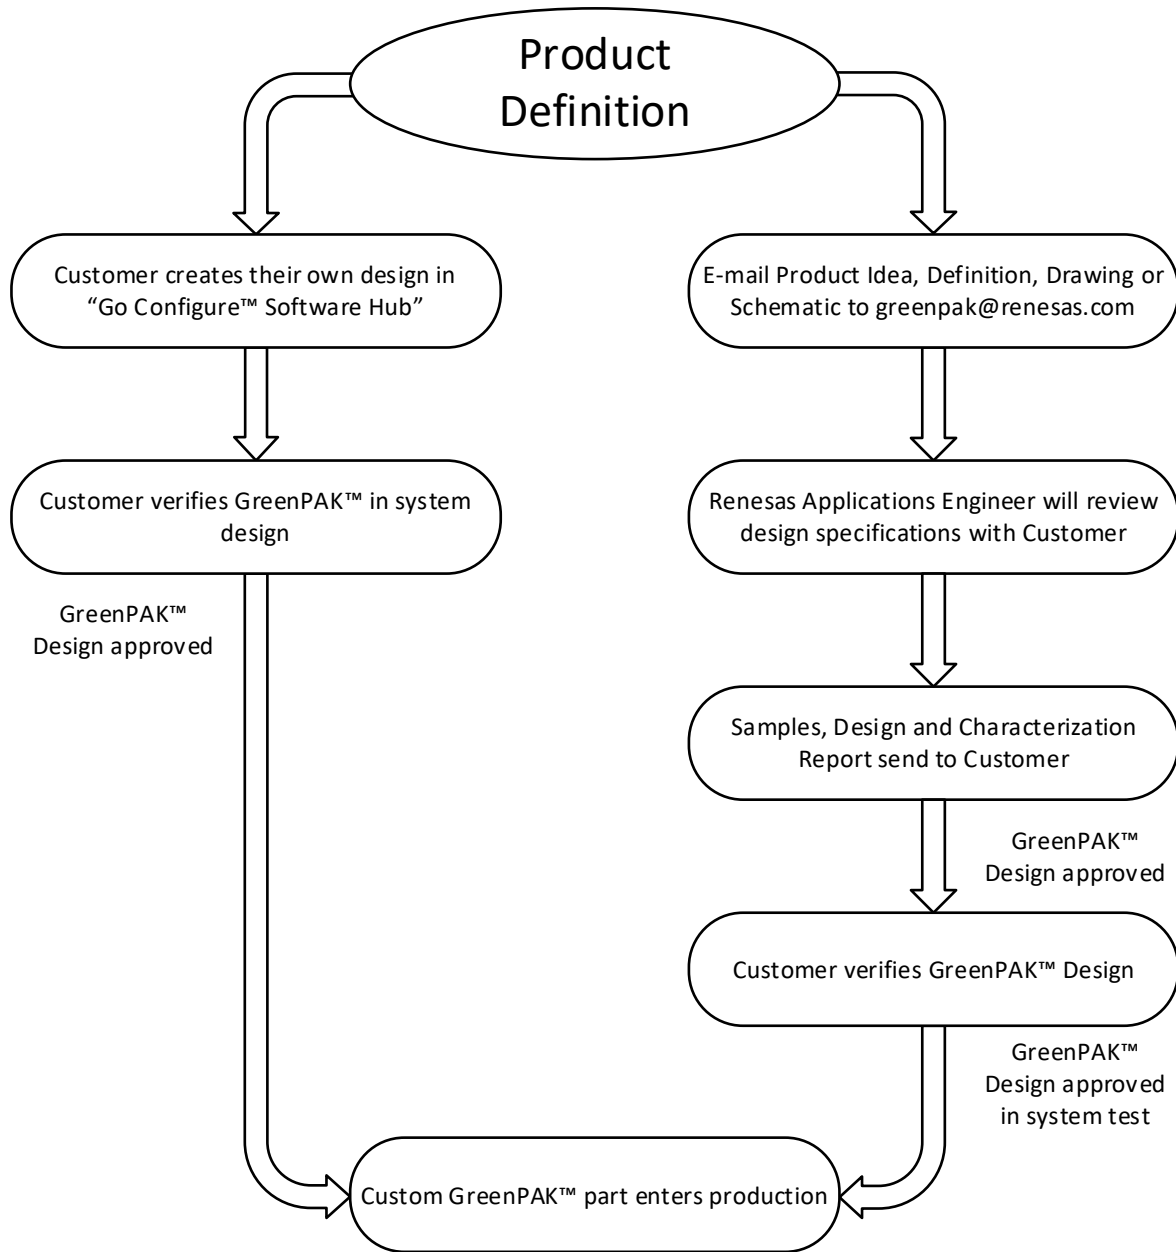 Product
Definition
Customer creates their own design in
“Go Configure™ Software Hub”
E-mail Product Idea, Definition, Drawing or
Schematic to greenpak@renesas.com
Customer verifies GreenPAK™ in system
design
Renesas Applications Engineer will review
design specifications with Customer
GreenPAK™
Design approved
Samples, Design and Characterization
Report send to Customer
GreenPAK™
Design approved
Customer verifies GreenPAK™ Design
GreenPAK™
Design approved
in system test
Custom GreenPAK™ part enters production